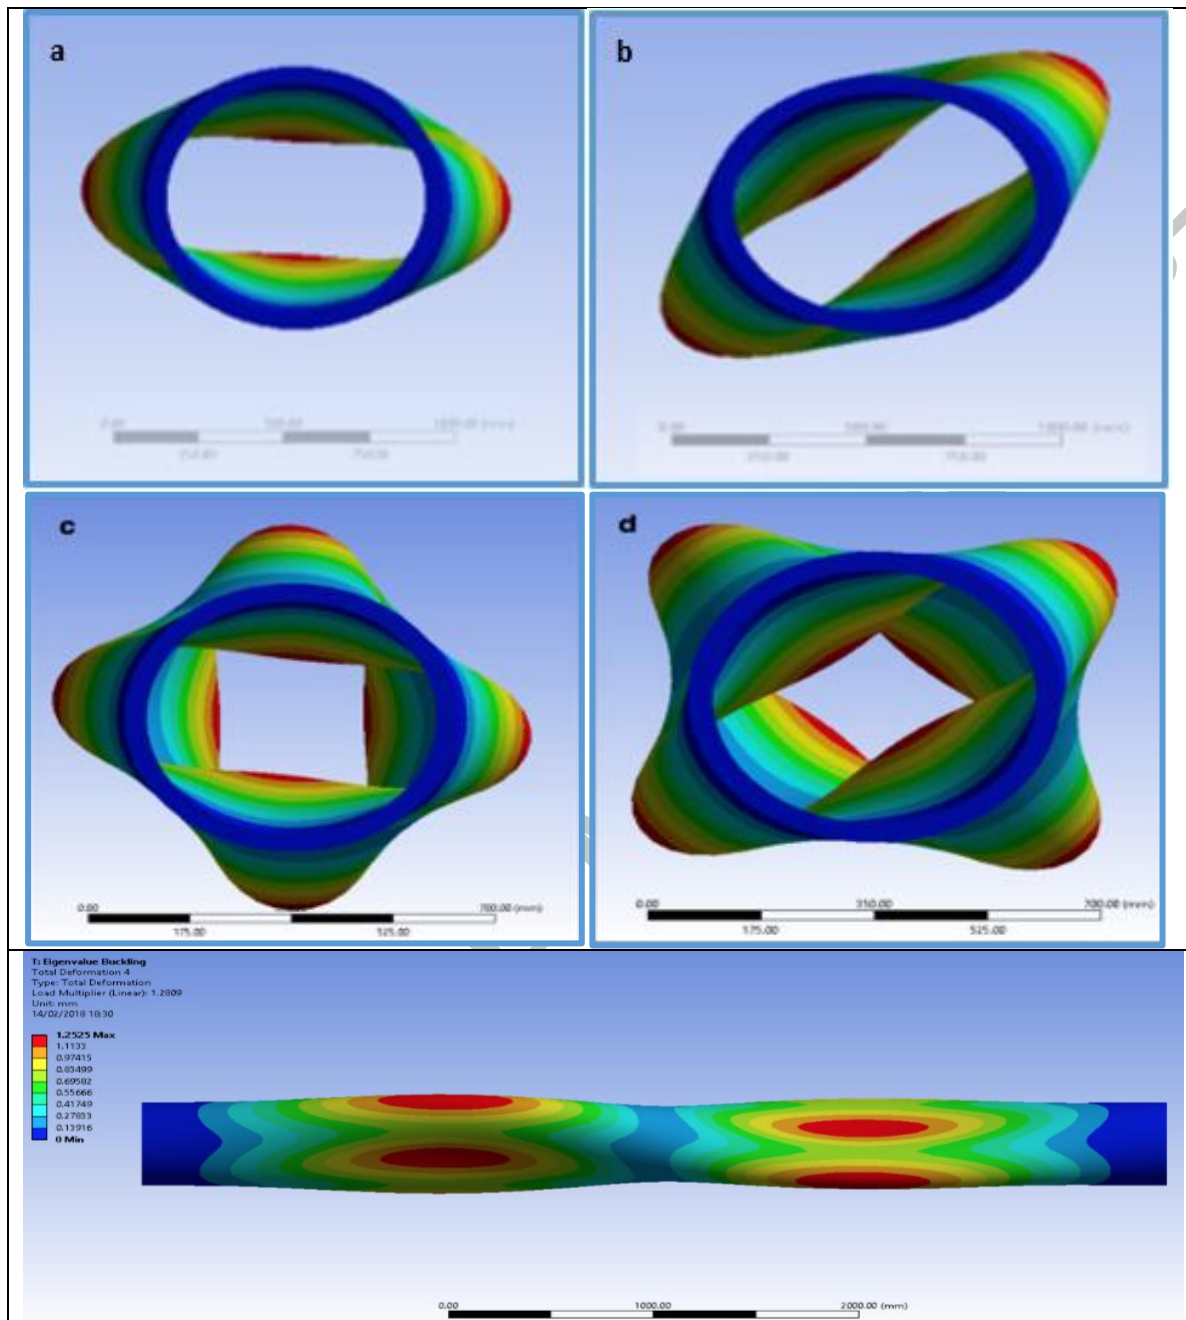 a
b
c
d
0.00 700.00 (mm)
175.00 525.00
0.00 350.00 700.00 (mm)
175.00 525.00
T: Eigenvalue Buckling
Total Deformation 4
Type: Total Deformation
Load Multiplier (Linear): 1.2809
Unit: mm
14/02/2018 18:30
1.2525 Max
1.1133
0.97415
0.83499
0.69582
0.55666
0.41749
0.27833
0.13916
0 Min
0.00 1000.00 2000.00 (mm)